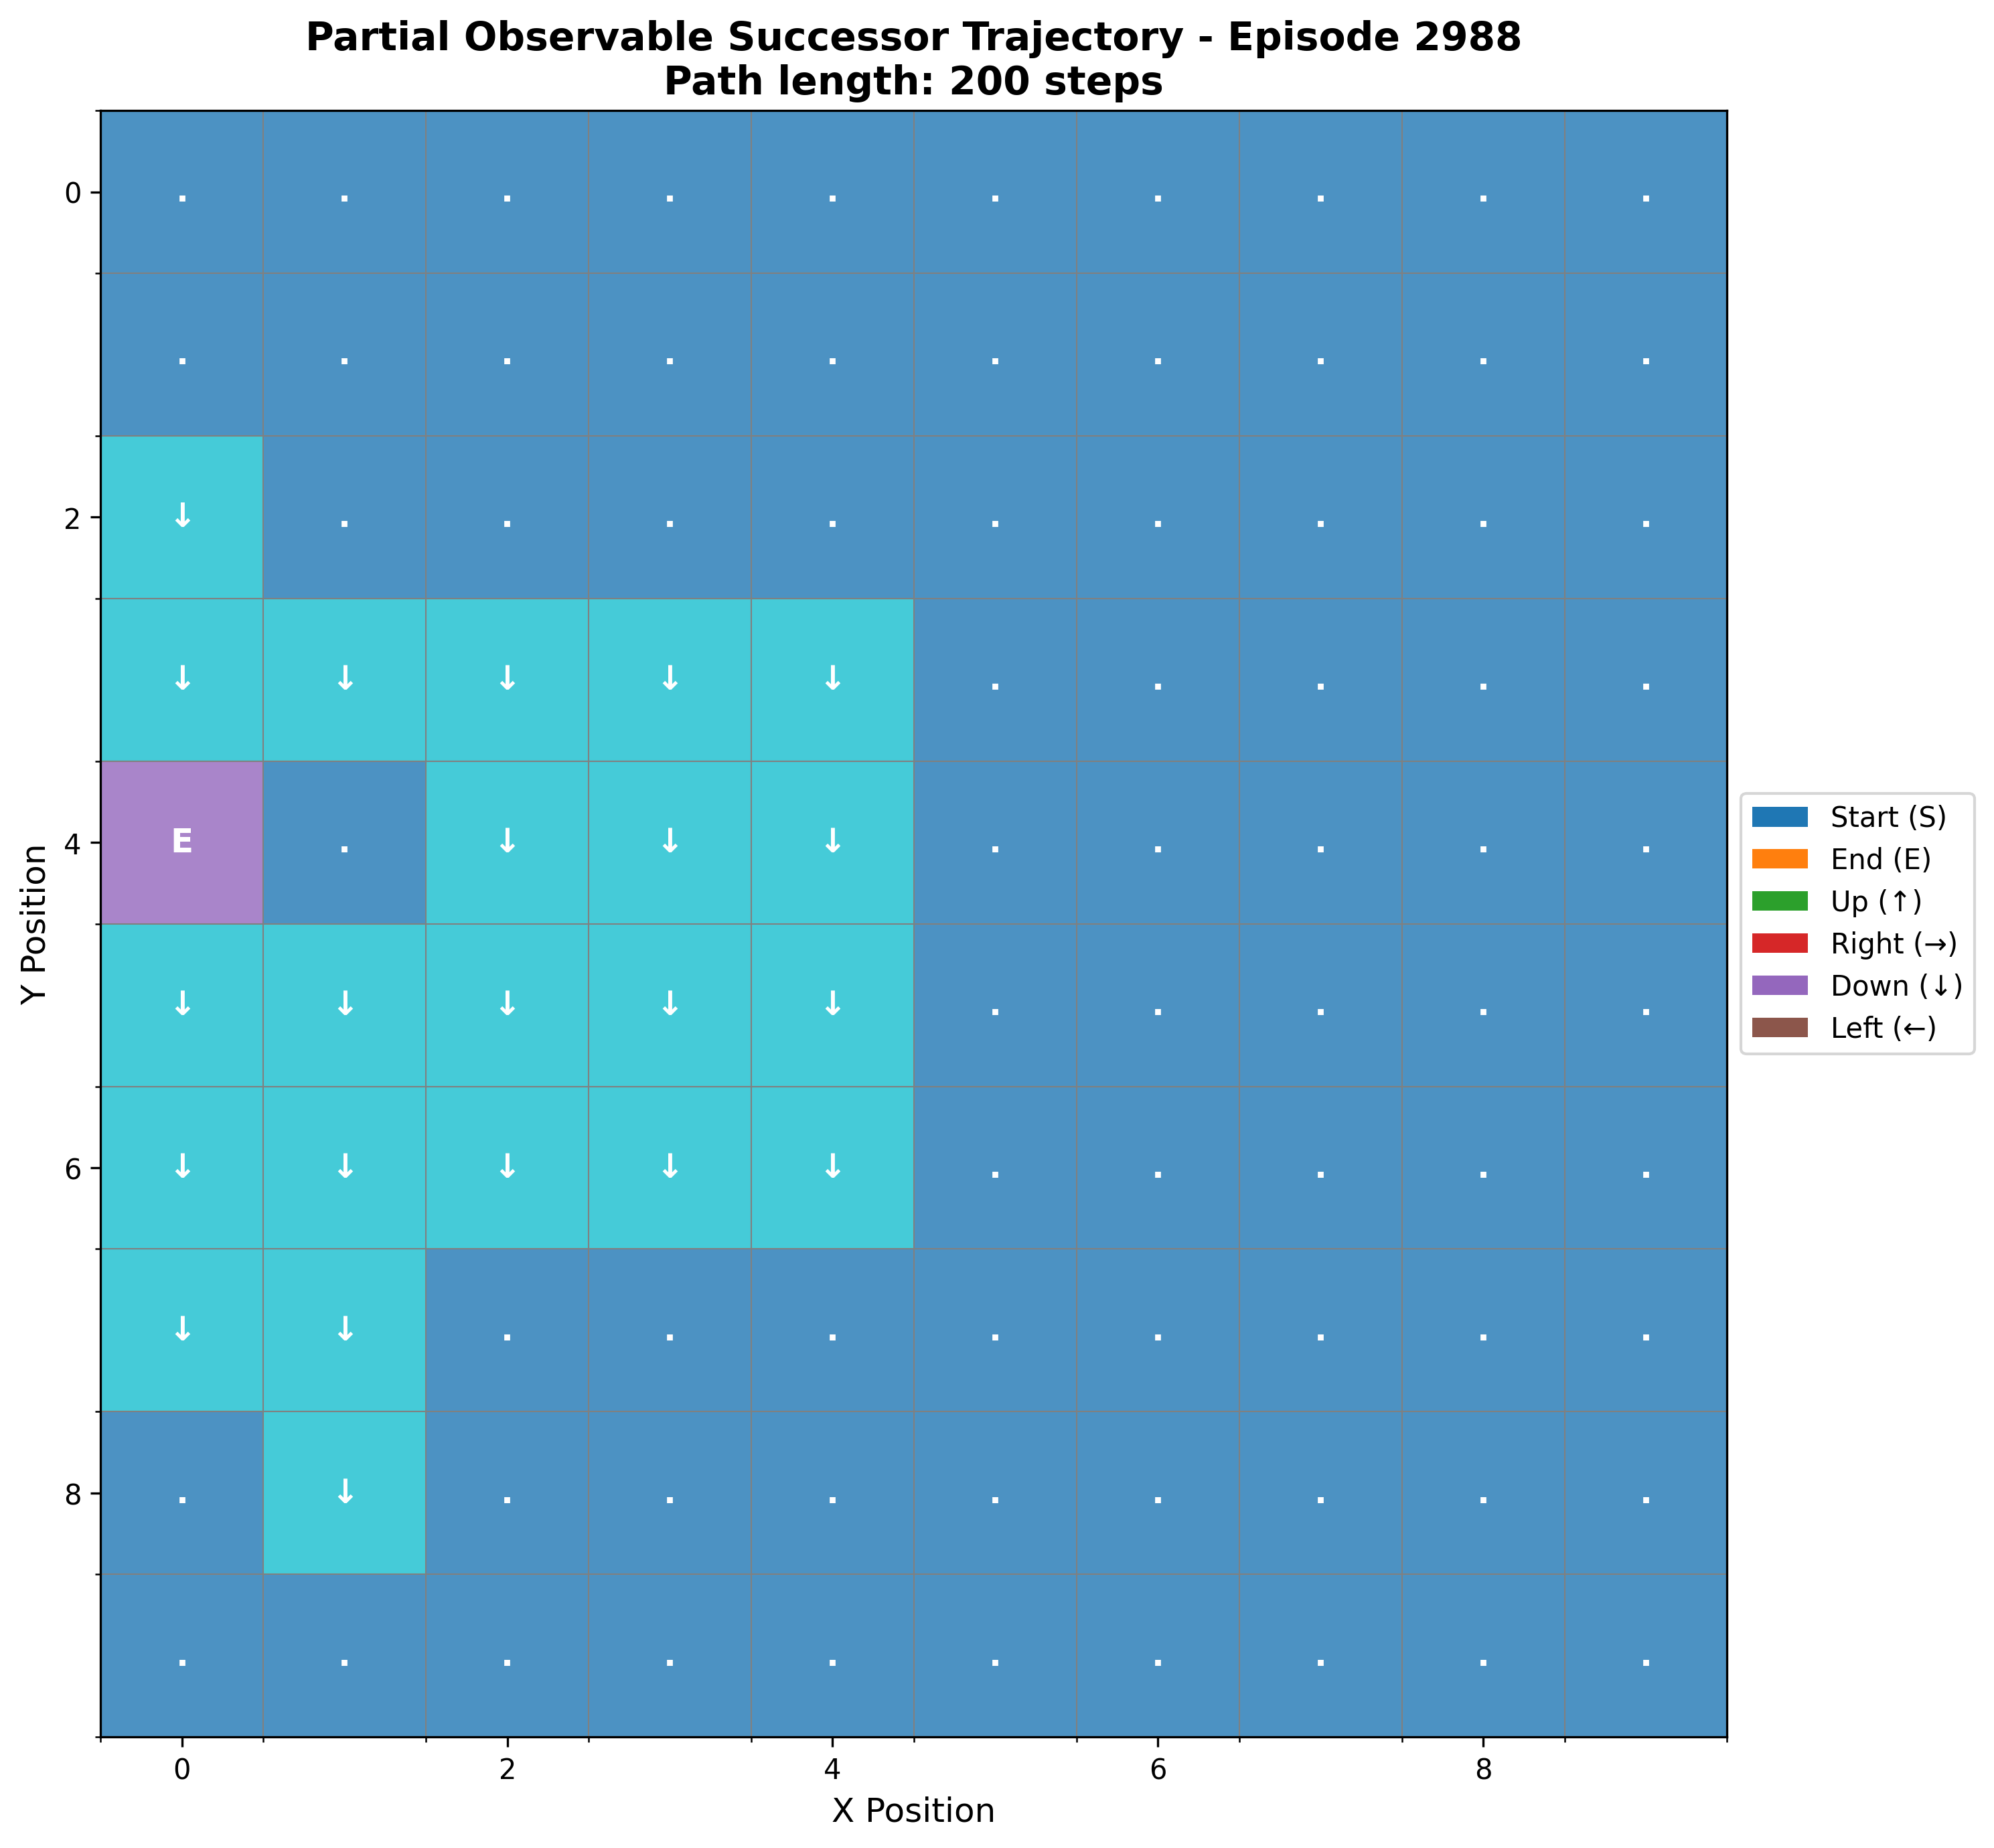 Partial Observable Successor Trajectory - Episode 2988
Path length: 200 steps
0 . . . . . . . . . .
. . . . . . . . . .
2 ↓ . . . . . . . . .
↓ ↓ ↓ ↓ ↓ . . . . .
4 E . ↓ ↓ ↓ . . . . .
↓ ↓ ↓ ↓ ↓ . . . . .
6 ↓ ↓ ↓ ↓ ↓ . . . . .
↓ ↓ . . . . . . . .
8 . ↓ . . . . . . . .
. . . . . . . . . .
0 2 4 6 8
X Position
Y Position
Start (S)
End (E)
Up (↑)
Right (→)
Down (↓)
Left (←)